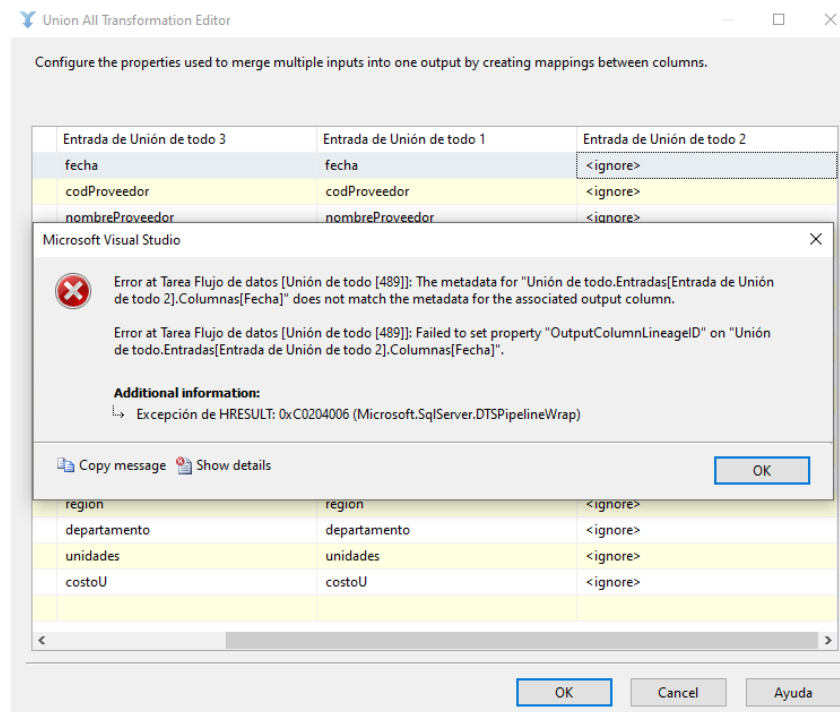 Union All Transformation Editor
Configure the properties used to merge multiple inputs into one output by creating mappings between columns.
Entrada de Unión de todo 3 Entrada de Unión de todo 1 Entrada de Unión de todo 2
fecha fecha <ignore>
codProveedor codProveedor <ignore>
nombreProveedor nombreProveedor <ignore>
Microsoft Visual Studio
Error at Tarea Flujo de datos [Unión de todo [489]]: The metadata for "Unión de todo.Entradas[Entrada de Unión
de todo 2].Columnas[Fecha]" does not match the metadata for the associated output column.
Error at Tarea Flujo de datos [Unión de todo [489]]: Failed to set property "OutputColumnLineageID" on "Unión
de todo.Entradas[Entrada de Unión de todo 2].Columnas[Fecha]".
Additional information:
Excepción de HRESULT: 0xC0204006 (Microsoft.SqlServer.DTSPipelineWrap)
Copy message Show details OK
region region <ignore>
departamento departamento <ignore>
unidades unidades <ignore>
costoU costoU <ignore>
OK Cancel Ayuda